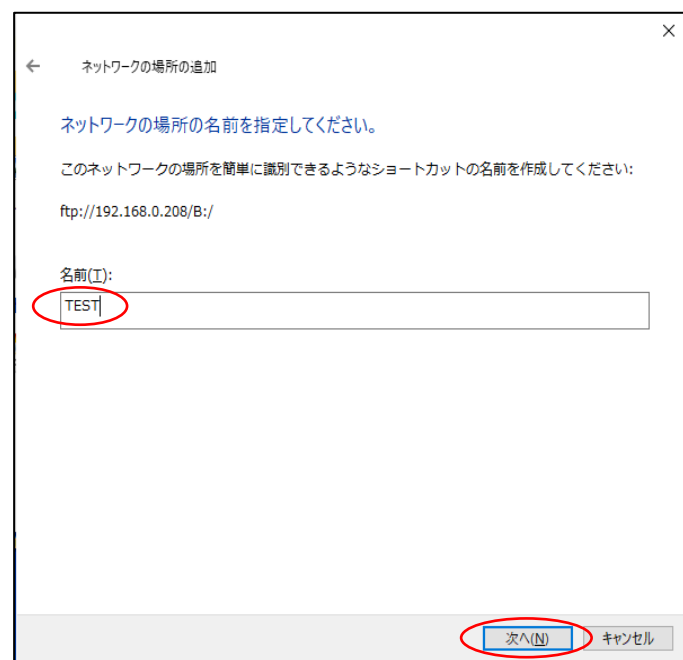 ネットワークの場所の追加
ネットワークの場所の名前を指定してください。
このネットワークの場所を簡単に識別できるようなショートカットの名前を作成してください:
ftp://192.168.0.208/B:/
名前(T):
TEST
次へ(N) キャンセル